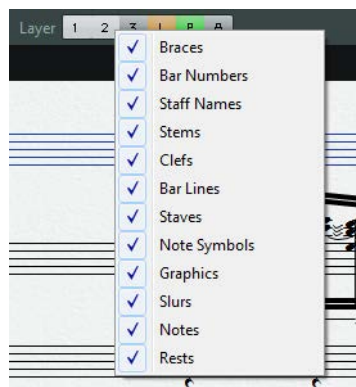 Layer 1 2 3 L P A
Braces
Bar Numbers
Staff Names
Stems
Clefs
Bar Lines
Staves
Note Symbols
Graphics
Slurs
Notes
Rests